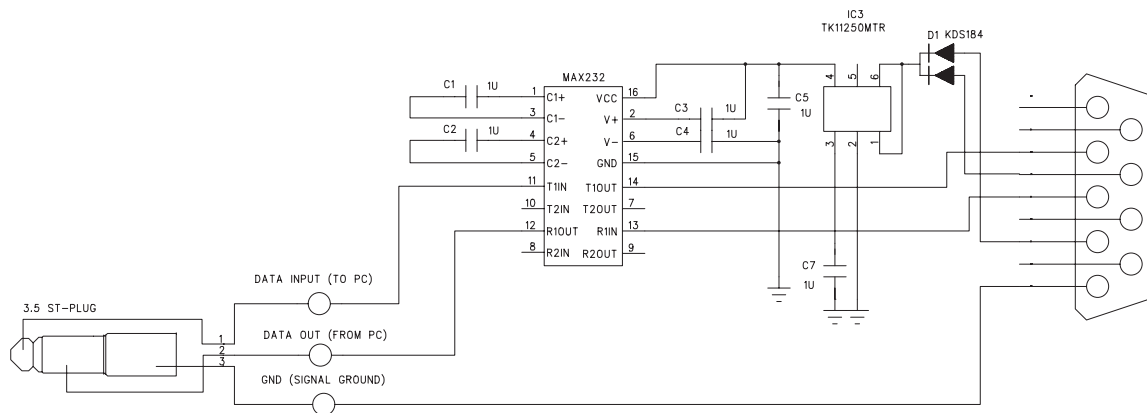 IC3
TK11250MTR
D1 KDS184
MAX232
C1
1U
1
C1+
VCC
16
4
5
6
3
C1-
V+
2
C3
1U
C5
1U
C2
1U
4
C2+
V-
6
C4
1U
5
C2-
GND
15
3
2
1
11
T1IN
T1OUT
14
10
T2IN
T2OUT
7
12
R1OUT
R1IN
13
8
R2IN
R2OUT
9
C7
1U
DATA INPUT (TO PC)
3.5 ST-PLUG
1
DATA OUT (FROM PC)
2
3
GND (SIGNAL GROUND)